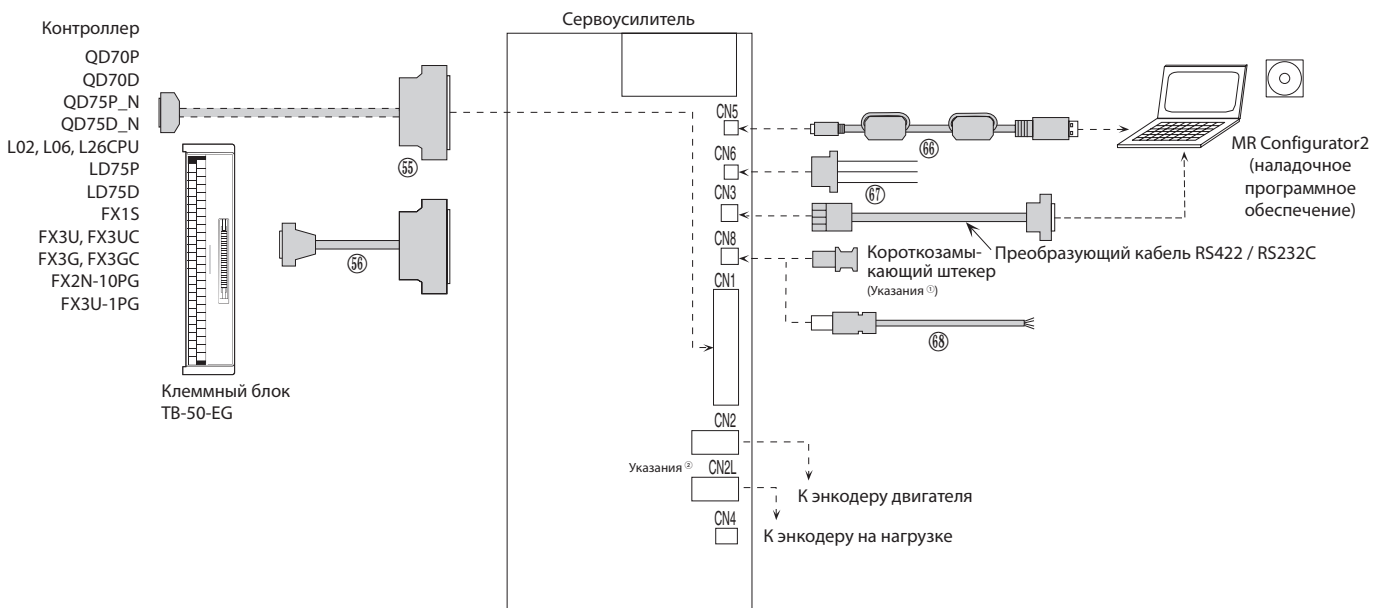 Сервоусилитель
Контроллер
QD70P
QD70D
QD75P_N
QD75D_N
L02, L06, L26CPU
LD75P
LD75D
FX1S
FX3U, FX3UC
FX3G, FX3GC
FX2N-10PG
FX3U-1PG
55
56
Клеммный блок
TB-50-EG
CN5
CN6
CN3
CN8
CN1
CN2
Указания ② CN2L
CN4
66
67
Преобразующий кабель RS422 / RS232C
Короткозамы-
кающий штекер
(Указания ①)
68
К энкодеру двигателя
К энкодеру на нагрузке
MR Configurator2
(наладочное
программное
обеспечение)